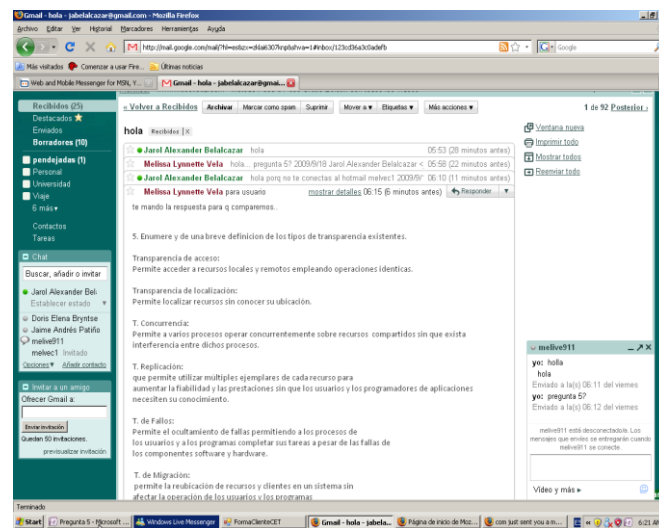 Gmail - hola - jabelalcazar@gmail.com - Mozilla Firefox
Archivo Editar Ver Historial Marcadores Herramientas Ayuda
Google
Más visitados Comenzar a usar Fire... Últimas noticias
Web and Mobile Messenger for MSN, Y... Gmail - hola - jabelalcazar@gmai...
Recibidos (25)
Destacados
Enviados
Borradores (10)
pendejadas (1)
Personal
Universidad
Viaje
6 más▾
Contactos
Tareas
Chat
Buscar, añadir o invitar
Jarol Alexander Bel
Establecer estado ▾
Doris Elena Bryntse
Jaime Andrés Patiño
melive911
melvec1 Invitado
Opciones▾ Añadir contacto
Invitar a un amigo
Ofrecer Gmail a:
Enviar invitación
Quedan 50 invitaciones.
previsualizar invitación
« Volver a Recibidos Archivar Marcar como spam Suprimir Mover a ▾ Etiquetas ▾ Más acciones ▾ 1 de 92 Posterior ›
hola Recibidos | X
Jarol Alexander Belalcazar hola 05:53 (28 minutos antes)
Melissa Lynnette Vela hola... pregunta 5? 2009/9/18 Jarol Alexander Belalcazar < 05:58 (22 minutos antes)
Jarol Alexander Belalcazar hola porq no te conectas al hotmail melvec1 2009/9/ 06:10 (11 minutos antes)
Melissa Lynnette Vela para usuario mostrar detalles 06:15 (6 minutos antes) Responder ▾
te mando la respuesta para q comparemos..
5. Enumere y de una breve definicion de los tipos de transparencia existentes.
Transparencia de acceso:
Permite acceder a recursos locales y remotos empleando operaciones identicas.
Transparencia de localización:
Permite localizar recursos sin conocer su ubicación.
T. Concurrencia:
Permite a varios procesos operar concurrentemente sobre recursos compartidos sin que exista
interferencia entre dichos procesos.
T. Replicación:
que permite utilizar múltiples ejemplares de cada recurso para
aumentar la fiabilidad y las prestaciones sin que los usuarios y los programadores de aplicaciones
necesiten su conocimiento.
T. de Fallos:
Permite el ocultamiento de fallas permitiendo a los procesos de
los usuarios y a los programas completar sus tareas a pesar de las fallas de
los componentes software y hardware.
T. de Migración:
permite la reubicación de recursos y clientes en un sistema sin
afectar la operación de los usuarios y los programas
Ventana nueva
Imprimir todo
Mostrar todos
Reenviar todo
melive911
yo: holla
hola
Enviado a la(s) 06:11 del viernes
yo: pregunta 5?
Enviado a la(s) 06:12 del viernes
melive911 está desconectado/a. Los
mensajes que envíes se entregarán cuando
melive911 se conecte.
Vídeo y más ▸
Terminado
Start Pregunta 5 - Microsoft ... Windows Live Messenger FormaClienteCET Gmail - hola - jabela... Página de inicio de Moz... com just sent you a m... 6:21 AM